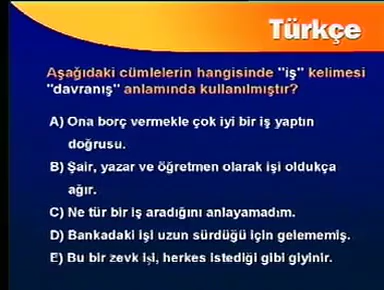 Türkçe
Aşağıdaki cümlelerin hangisinde "iş" kelimesi
"davranış" anlamında kullanılmıştır?
A) Ona borç vermekle çok iyi bir iş yaptın
doğrusu.
B) Şair, yazar ve öğretmen olarak işi oldukça
ağır.
C) Ne tür bir iş aradığını anlayamadım.
D) Bankadaki işi uzun sürdüğü için gelememiş.
E) Bu bir zevk işi, herkes istediği gibi giyinir.